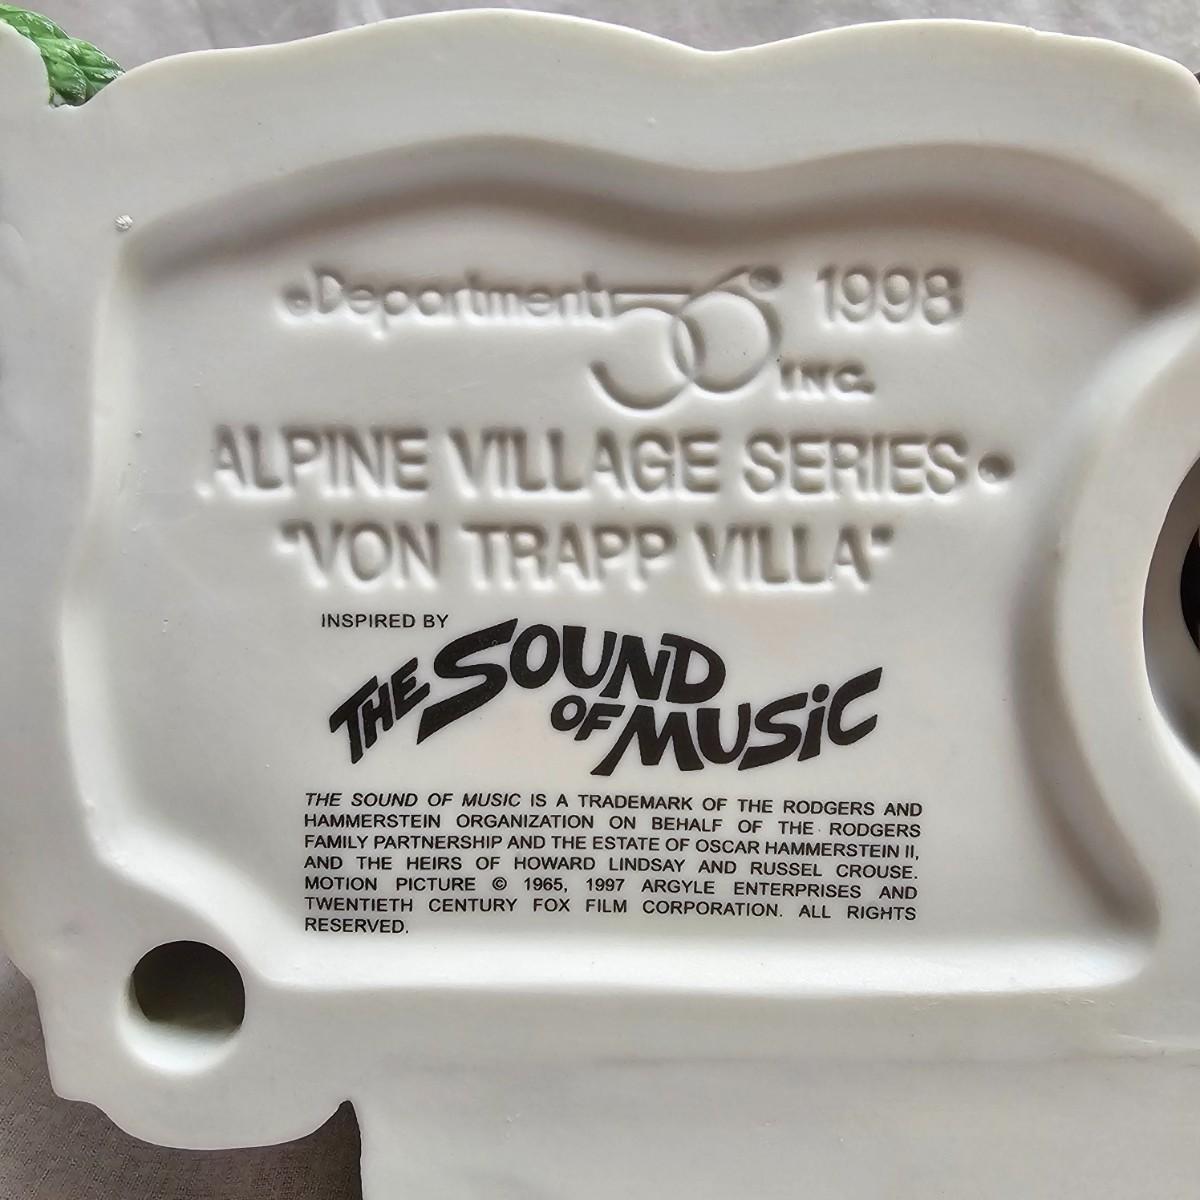 ©Department 56® 1998
INC.
ALPINE VILLAGE SERIES®
"VON TRAPP VILLA"
INSPIRED BY
THE SOUND
OF MUSiC
THE SOUND OF MUSIC IS A TRADEMARK OF THE RODGERS AND
HAMMERSTEIN ORGANIZATION ON BEHALF OF THE RODGERS
FAMILY PARTNERSHIP AND THE ESTATE OF OSCAR HAMMERSTEIN II,
AND THE HEIRS OF HOWARD LINDSAY AND RUSSEL CROUSE.
MOTION PICTURE © 1965, 1997 ARGYLE ENTERPRISES AND
TWENTIETH CENTURY FOX FILM CORPORATION. ALL RIGHTS
RESERVED.